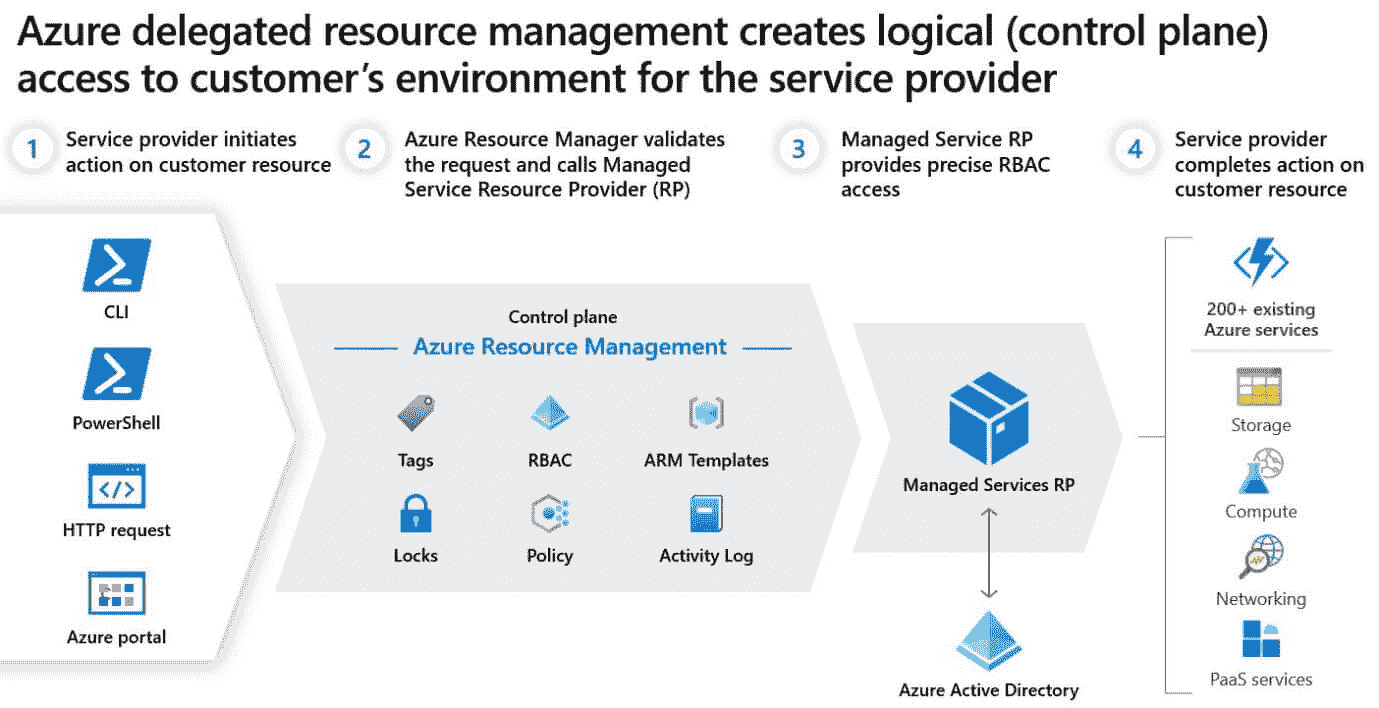 Azure delegated resource management creates logical (control plane)
access to customer's environment for the service provider
1
Service provider initiates
action on customer resource
2
Azure Resource Manager validates
the request and calls Managed
Service Resource Provider (RP)
3
Managed Service RP
provides precise RBAC
access
4
Service provider
completes action on
customer resource
CLI
PowerShell
HTTP request
Azure portal
Control plane
Azure Resource Management
Tags
RBAC
ARM Templates
Locks
Policy
Activity Log
Managed Services RP
Azure Active Directory
200+ existing
Azure services
Storage
Compute
Networking
PaaS services